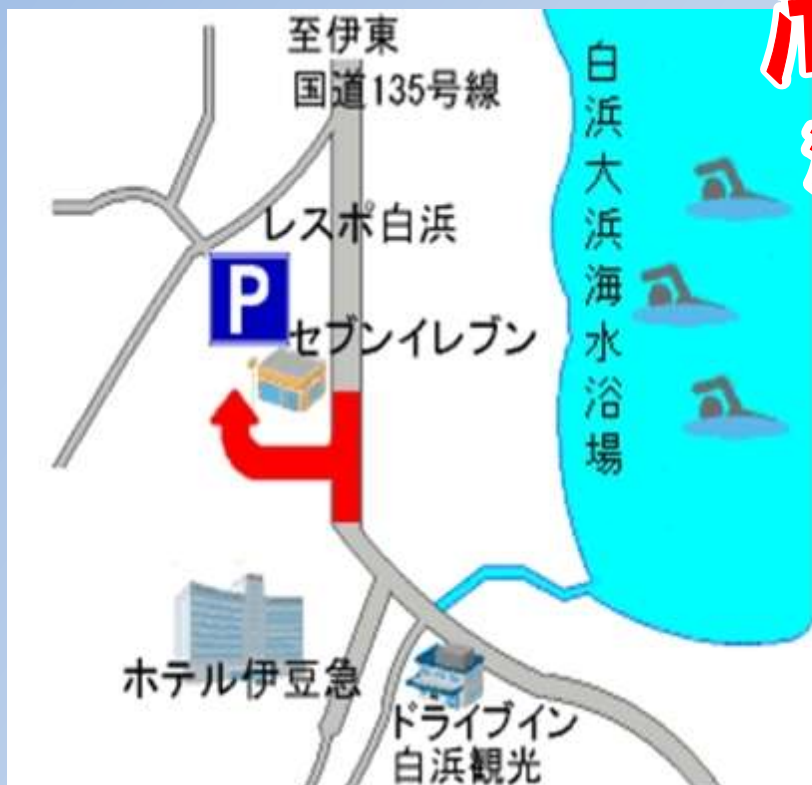 至伊東
国道135号線
レスポ白浜
P
セブンイレブン
白浜大浜海水浴場
ホテル伊豆急
ドライブイン
白浜観光